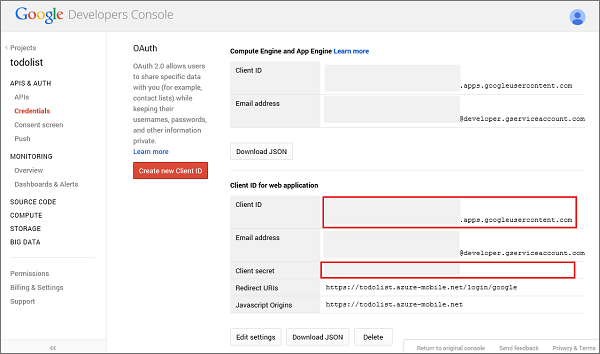 Google Developers Console
Projects
todolist
APIS & AUTH
APIs
Credentials
Consent screen
Push
MONITORING
Overview
Dashboards & Alerts
SOURCE CODE
COMPUTE
STORAGE
BIG DATA
Permissions
Billing & Settings
Support
OAuth
OAuth 2.0 allows users
to share specific data
with you (for example,
contact lists) while
keeping their
usernames, passwords,
and other information
private.
Learn more
Create new Client ID
Compute Engine and App Engine Learn more
Client ID
.apps.googleusercontent.com
Email address
@developer.gserviceaccount.com
Download JSON
Client ID for web application
Client ID
.apps.googleusercontent.com
Email address
@developer.gserviceaccount.com
Client secret
Redirect URIs https://todolist.azure-mobile.net/login/google
Javascript Origins https://todolist.azure-mobile.net
Edit settings Download JSON Delete
Return to original console Send feedback Privacy & Terms